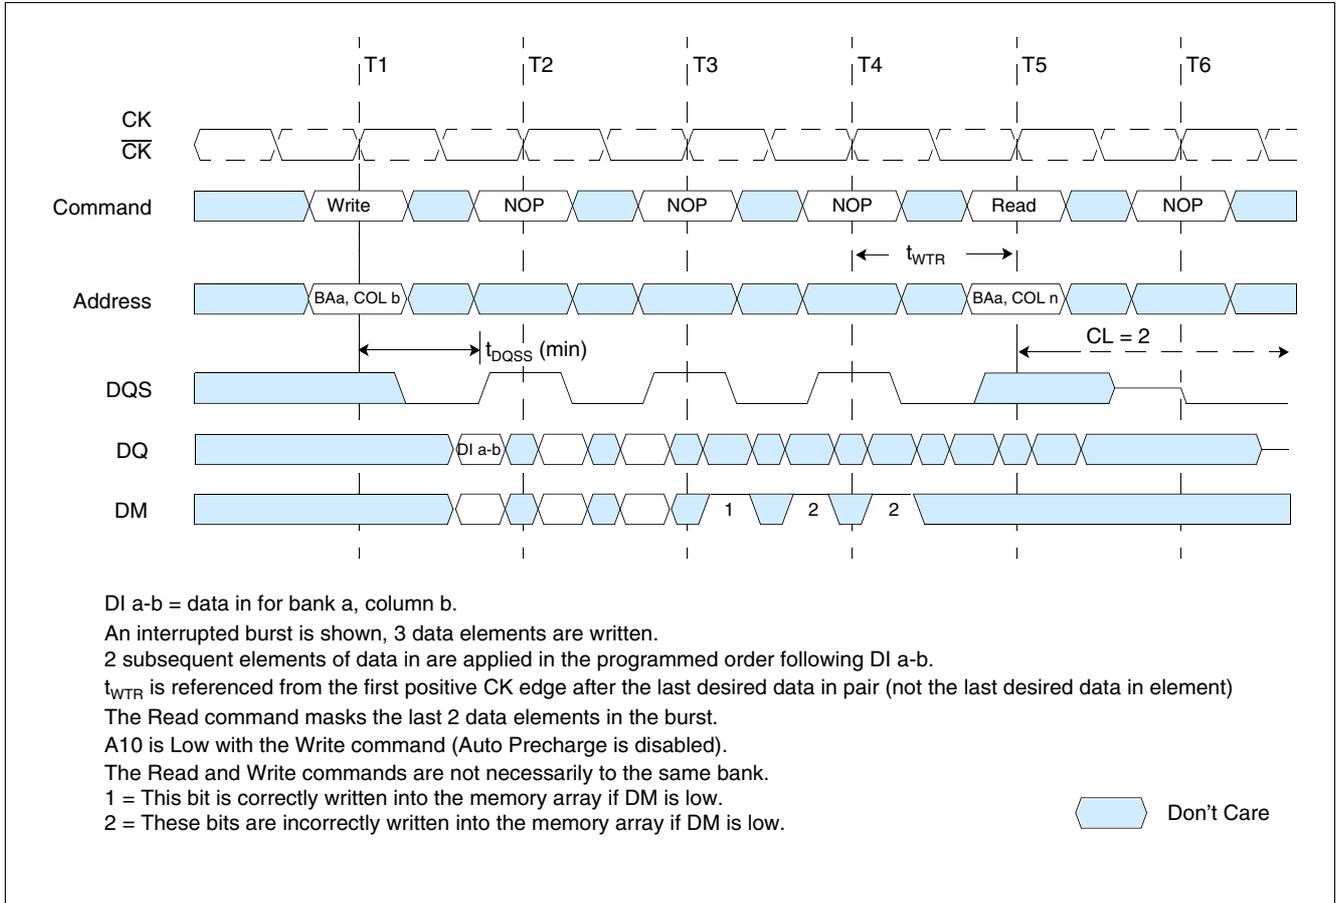 T1 T2 T3 T4 T5 T6
CK
CK
Command Write NOP NOP NOP Read NOP
tWTR
Address BAa, COL b BAa, COL n
tDQSS (min) CL = 2
DQS
DQ DI a-b
DM 1 2 2
DI a-b = data in for bank a, column b.
An interrupted burst is shown, 3 data elements are written.
2 subsequent elements of data in are applied in the programmed order following DI a-b.
tWTR is referenced from the first positive CK edge after the last desired data in pair (not the last desired data in element)
The Read command masks the last 2 data elements in the burst.
A10 is Low with the Write command (Auto Precharge is disabled).
The Read and Write commands are not necessarily to the same bank.
1 = This bit is correctly written into the memory array if DM is low.
2 = These bits are incorrectly written into the memory array if DM is low.
Don't Care